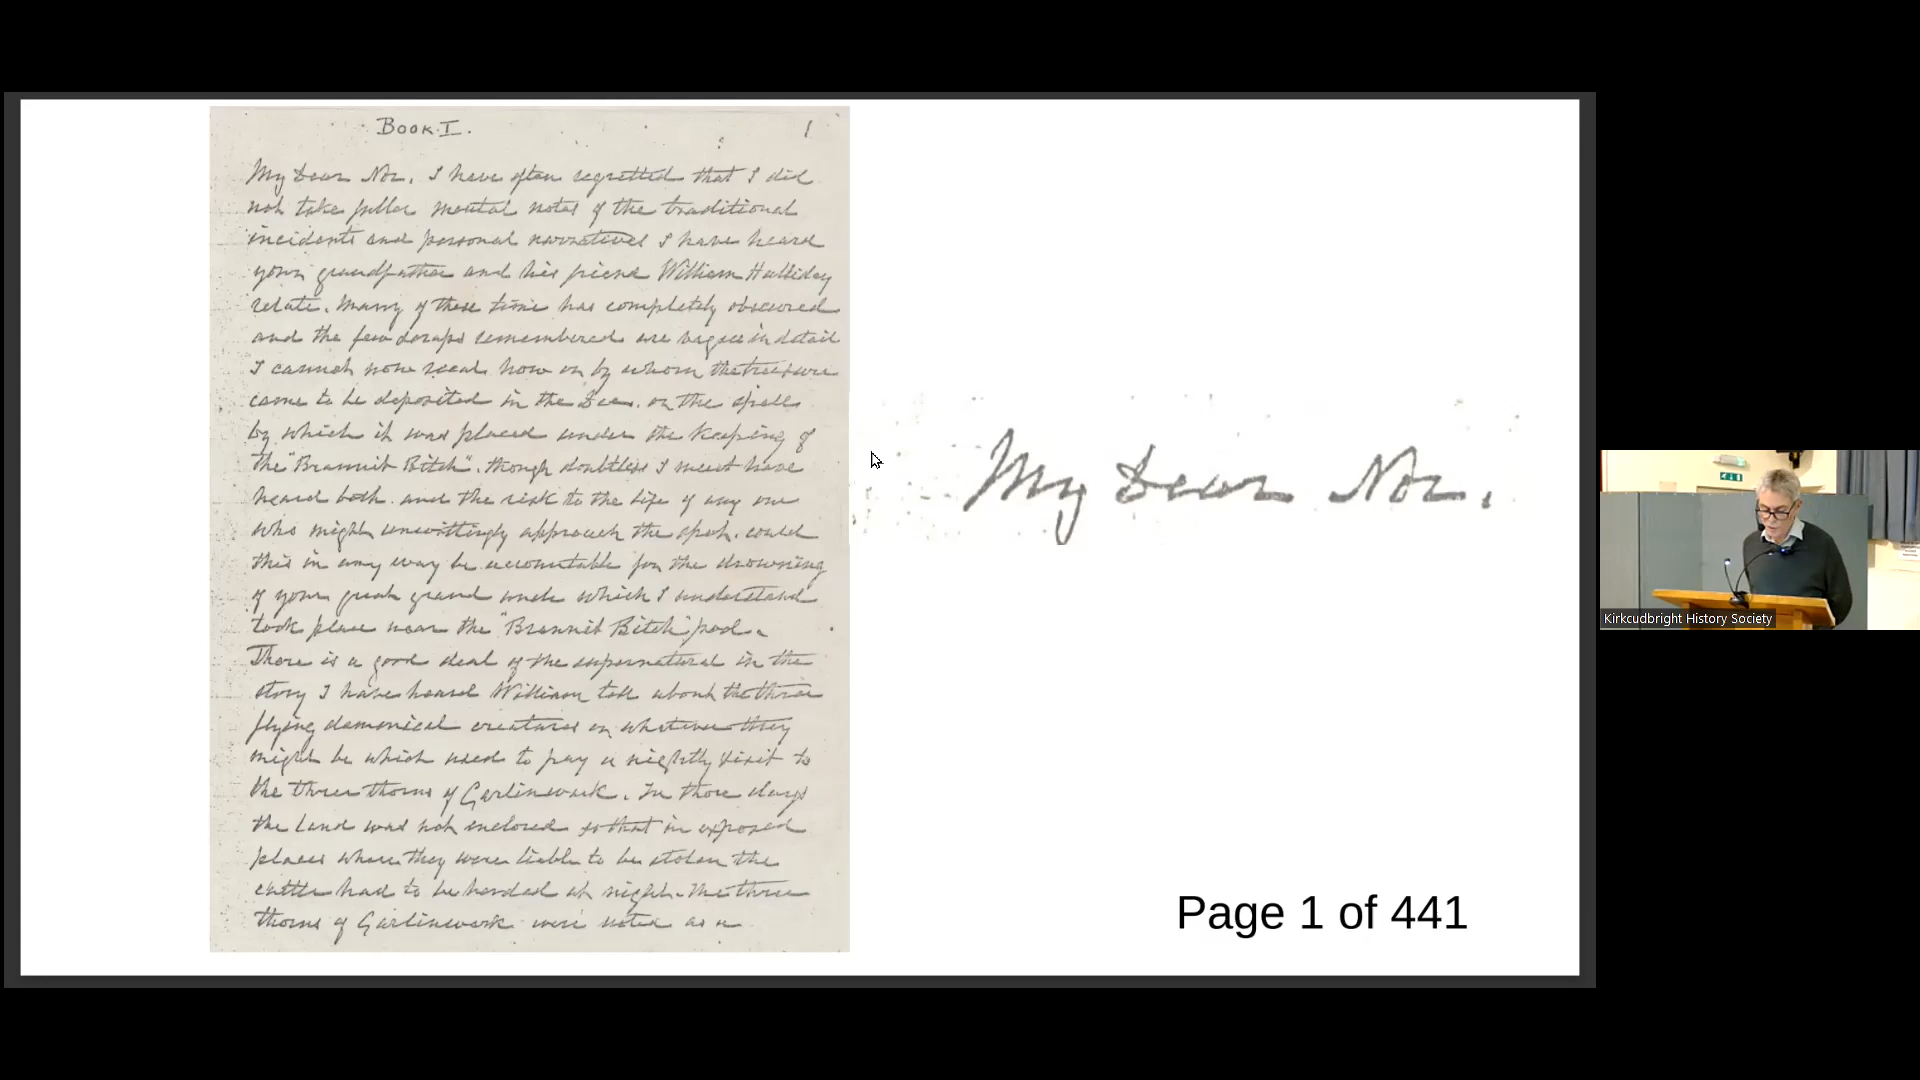 Book I.
1
My Dear Nor. I have often regretted that I did
not take fuller mental notes of the traditional
incidents and personal narratives I have heard
your grandfather and his friend William Halliday
relate. Many of these time has completely obscured
and the few scraps remembered are vague in detail
I cannot now recal how or by whom the treasure
came to be deposited in the Dee. or the spell
by which it was placed under the keeping of
the "Brannit Bitch". though doubtless I must have
heard both. and the risk to the life of any one
who might unwittingly approach the spot. could
this in any way be accountable for the drowning
of your great grand uncle which I understand
took place near the "Brannit Bitch" pool.
There is a good deal of the supernatural in the
story I have heard William tell about the three
flying demonical creatures or whatever they
might be which used to pay a nightly visit to
the three thorns of Carlinwark. In those days
the Land was not enclosed so that in exposed
places where they were liable to be stolen the
cattle had to be herded at night. The three
thorns of Carlinwark were noted as a
My Dear Nor.
Page 1 of 441
Kirkcudbright History Society